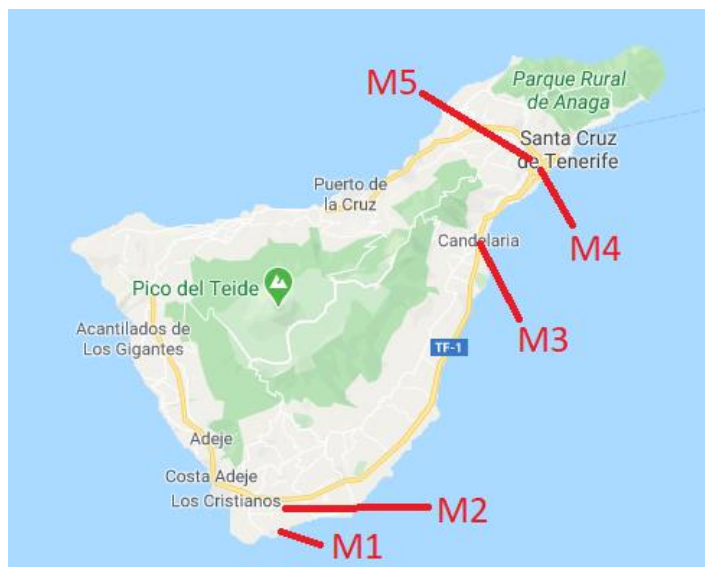 M5
Parque Rural
de Anaga
Santa Cruz
de Tenerife
Puerto de
la Cruz
M4
Candelaria
Pico del Teide
Acantilados de
Los Gigantes
M3
TF-1
Adeje
Costa Adeje
Los Cristianos
M2
M1